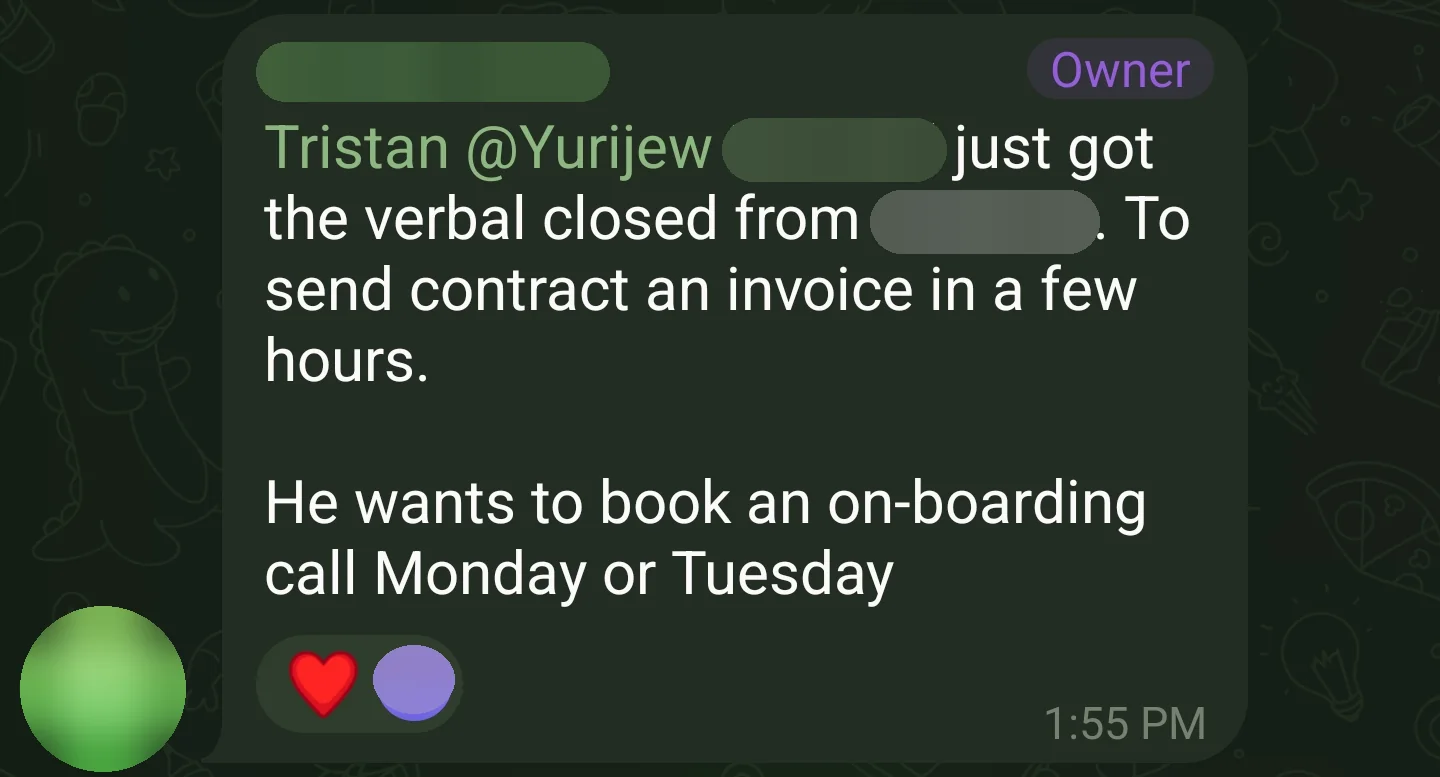 Owner
Tristan @Yurijew just got
the verbal closed from . To
send contract an invoice in a few
hours.
He wants to book an on-boarding
call Monday or Tuesday
1:55 PM